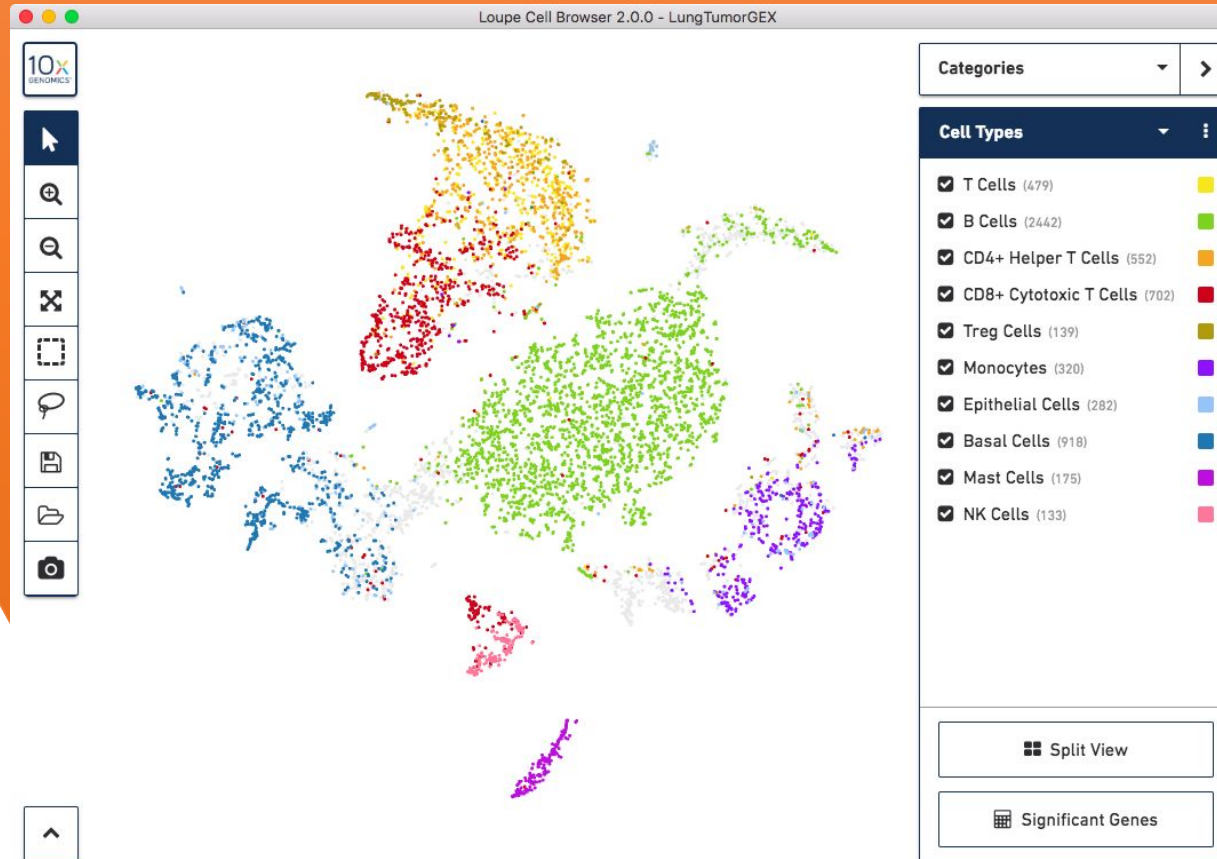 Loupe Cell Browser 2.0.0 - LungTumorGEX
10x
GENOMICS
Categories
Cell Types
T Cells (479)
B Cells (2442)
CD4+ Helper T Cells (552)
CD8+ Cytotoxic T Cells (702)
Treg Cells (139)
Monocytes (320)
Epithelial Cells (282)
Basal Cells (918)
Mast Cells (175)
NK Cells (133)
Split View
Significant Genes